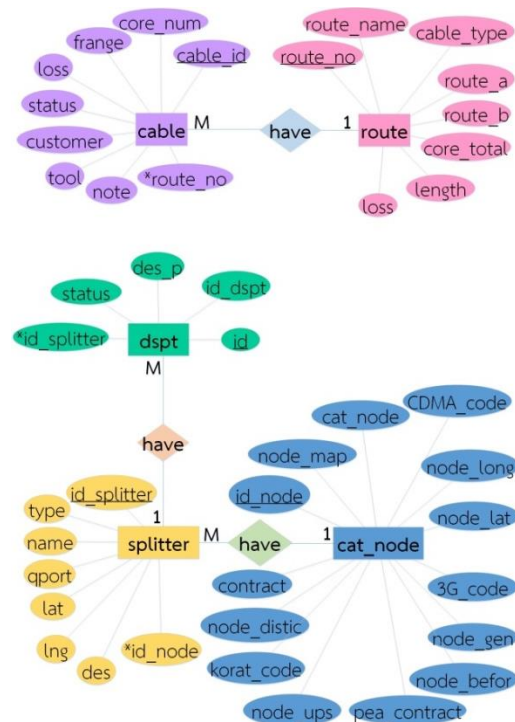 core_num
frange
cable_id
loss
status
customer
tool
note
*route_no
cable
M
have
1
route
route_name
route_no
cable_type
route_a
route_b
core_total
length
loss
des_p
status
id_dspt
*id_splitter
id
dspt
M
have
1
id_splitter
type
name
qport
lat
lng
des
*id_node
splitter
M
have
1
cat_node
cat_node
CDMA_code
node_map
node_long
id_node
node_lat
contract
3G_code
node_distic
node_gen
korat_code
node_befor
node_ups
pea_contract